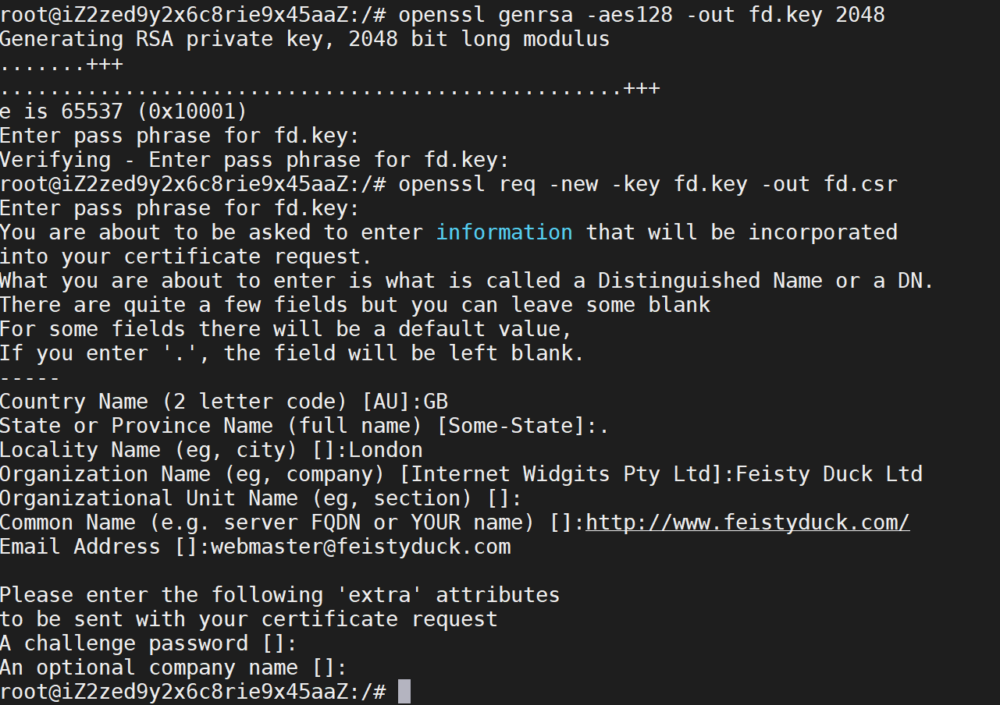 root@iZ2zed9y2x6c8rie9x45aaZ:/# openssl genrsa -aes128 -out fd.key 2048
Generating RSA private key, 2048 bit long modulus
.......+++
..................................................+++
e is 65537 (0x10001)
Enter pass phrase for fd.key:
Verifying - Enter pass phrase for fd.key:
root@iZ2zed9y2x6c8rie9x45aaZ:/# openssl req -new -key fd.key -out fd.csr
Enter pass phrase for fd.key:
You are about to be asked to enter information that will be incorporated
into your certificate request.
What you are about to enter is what is called a Distinguished Name or a DN.
There are quite a few fields but you can leave some blank
For some fields there will be a default value,
If you enter '.', the field will be left blank.
-----
Country Name (2 letter code) [AU]:GB
State or Province Name (full name) [Some-State]:.
Locality Name (eg, city) []:London
Organization Name (eg, company) [Internet Widgits Pty Ltd]:Feisty Duck Ltd
Organizational Unit Name (eg, section) []:
Common Name (e.g. server FQDN or YOUR name) []:http://www.feistyduck.com/
Email Address []:webmaster@feistyduck.com

Please enter the following 'extra' attributes
to be sent with your certificate request
A challenge password []:
An optional company name []:
root@iZ2zed9y2x6c8rie9x45aaZ:/#